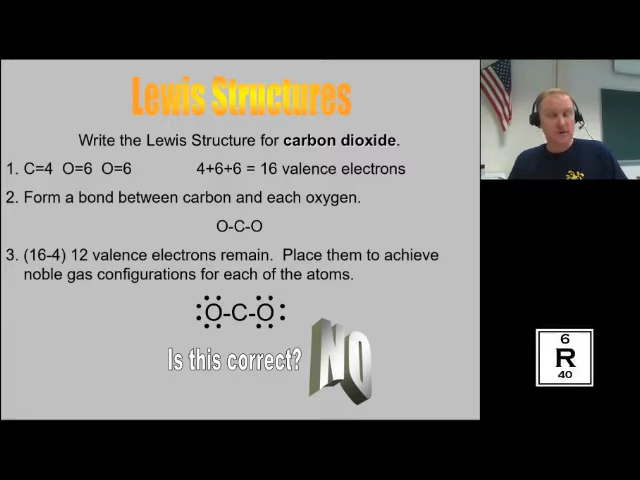 Lewis Structures
Write the Lewis Structure for carbon dioxide.
1. C=4 O=6 O=6 4+6+6 = 16 valence electrons
2. Form a bond between carbon and each oxygen.
O-C-O
3. (16-4) 12 valence electrons remain. Place them to achieve
noble gas configurations for each of the atoms.
O-C-O
Is this correct?
NO
6
R
40